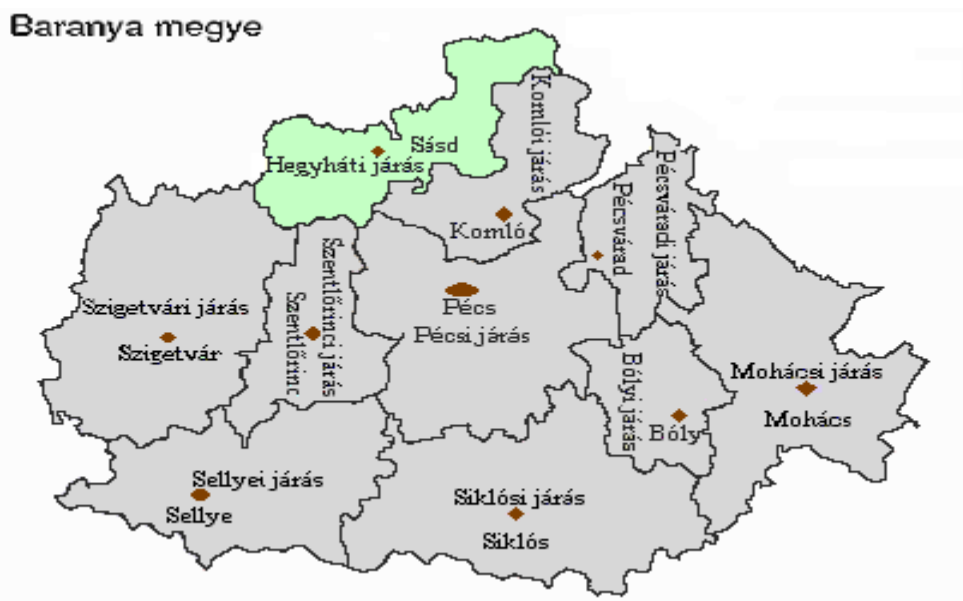 Baranya megye
Komlói járás
Sásd
Hegyháti járás
Pécsváradi járás
Pécsvárad
Komló
Szentlőrinci járás
Szentlőrinc
Szigetvári járás
Szigetvár
Pécs
Pécsi járás
Bólyi járás
Bóly
Mohácsi járás
Mohács
Sellyei járás
Sellye
Siklósi járás
Siklós